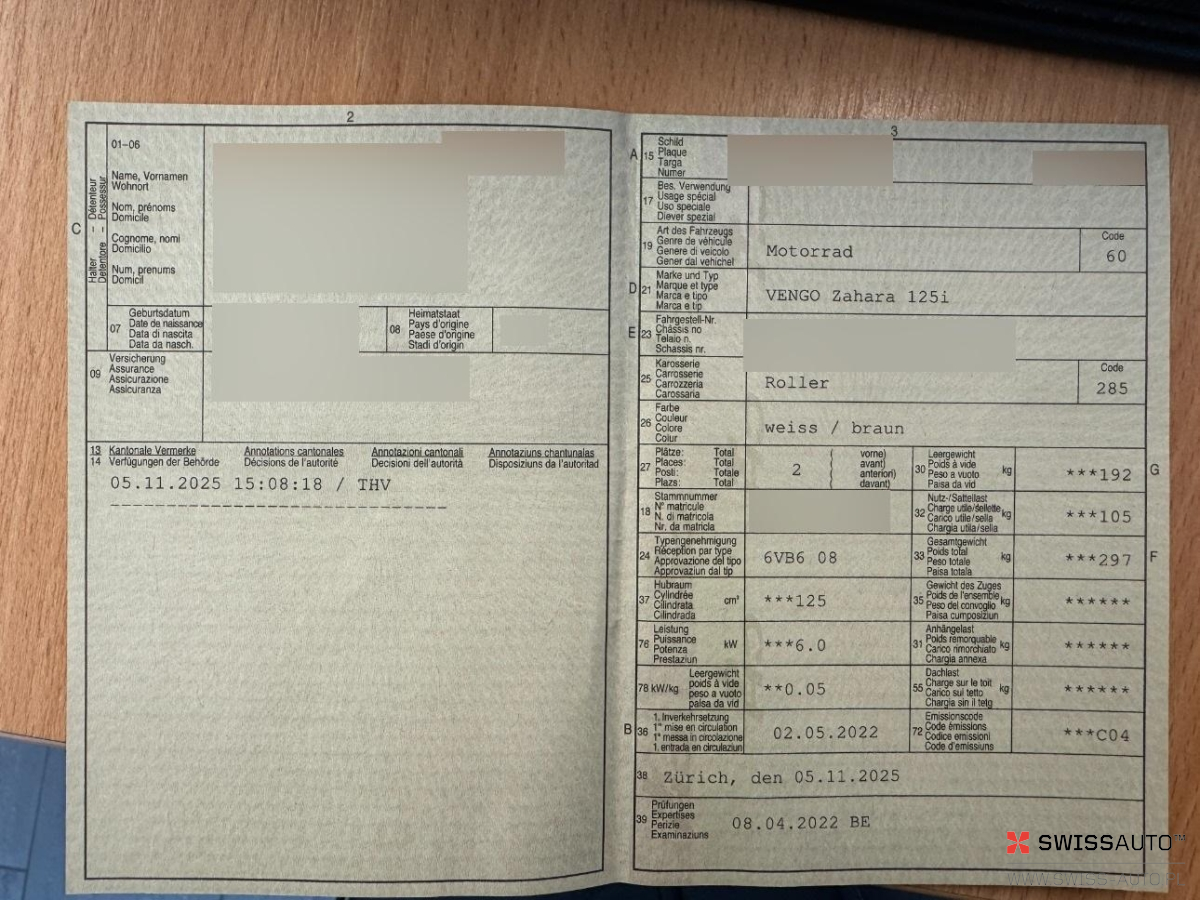 2
01–06
Name, Vornamen
Wohnort
Nom, prénoms
Domicile
Cognome, nomi
Domicilio
Num, prenums
Domicil
C
Halter – Détenteur
Detentore – Possessur
07
Geburtsdatum
Date de naissance
Data di nascita
Data da nasch.
08
Heimatstaat
Pays d'origine
Paese d'origine
Stadi d'origin
09
Versicherung
Assurance
Assicurazione
Assicuranza
13 Kantonale Vermerke Annotations cantonales Annotazioni cantonali Annotaziuns chantunalas
14 Verfügungen der Behörde Décisions de l'autorité Decisioni dell'autorità Disposiziuns da l'autoritad
05.11.2025 15:08:18 / THV
3
A 15
Schild
Plaque
Targa
Numer
17
Bes. Verwendung
Usage spécial
Uso speciale
Diever spezial
19
Art des Fahrzeugs
Genre de véhicule
Genere di veicolo
Gener dal vehichel
Motorrad
Code
60
D 21
Marke und Typ
Marque et type
Marca e tipo
Marca e tip
VENGO Zahara 125i
E 23
Fahrgestell-Nr.
Châssis no
Telaio n.
Schassis nr.
25
Karosserie
Carrosserie
Carrozzeria
Carossaria
Roller
Code
285
26
Farbe
Couleur
Colore
Colur
weiss / braun
27
Plätze: Total
Places: Total
Posti: Totale
Plazs: Total
2
( vorne)
( avant)
( anteriori)
( davant)
30
Leergewicht
Poids à vide
Peso a vuoto
Paisa da vid
kg
***192
G
18
Stammnummer
N° matricule
N. di matricola
Nr. da matricla
32
Nutz-/Sattellast
Charge utile/sellette
Carico utile/sella
Chargia utila/sella
kg
***105
24
Typengenehmigung
Réception par type
Approvazione del tipo
Approvaziun dal tip
6VB6 08
33
Gesamtgewicht
Poids total
Peso totale
Paisa totala
kg
***297
F
37
Hubraum
Cylindrée
Cilindrata
Cilindrada
cm³
***125
35
Gewicht des Zuges
Poids de l'ensemble
Peso del convoglio
Paisa cumposiziun
kg
******
76
Leistung
Puissance
Potenza
Prestaziun
kW
***6.0
31
Anhängelast
Poids remorquable
Carico rimorchiato
Chargia annexa
kg
******
78 kW/kg
Leergewicht
poids à vide
peso a vuoto
paisa da vid
**0.05
55
Dachlast
Charge sur le toit
Carico sul tetto
Chargia sin il tetg
kg
******
B 36
1. Inverkehrsetzung
1re mise en circulation
1a messa in circolazione
1. entrada en circulaziun
02.05.2022
72
Emissionscode
Code émissions
Codice emissioni
Code d'emissiuns
***C04
38
Zürich, den 05.11.2025
39
Prüfungen
Expertises
Perizie
Examinaziuns
08.04.2022 BE
SWISSAUTO™
WWW.SWISS-AUTO.PL